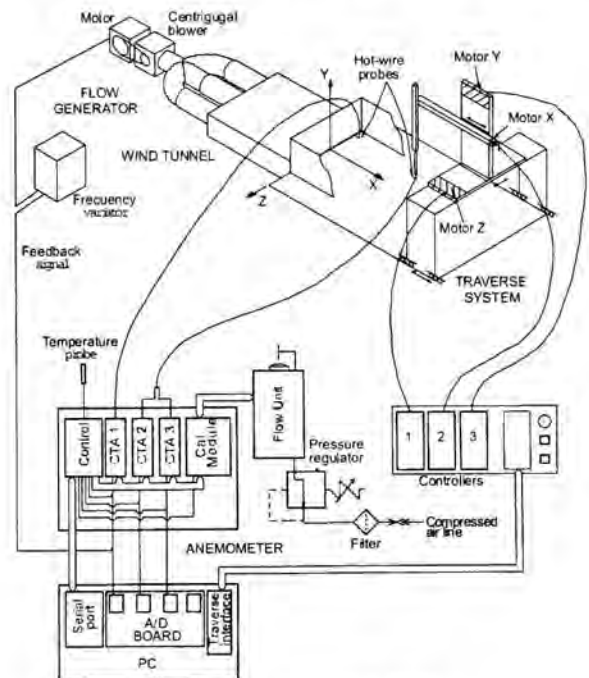 Motor
Centrigugal
blower
FLOW
GENERATOR
WIND TUNNEL
Frecuency
varistor
Feedback
signal
Y
X
Z
Hot-wire
probes
Motor Y
Motor X
Motor Z
TRAVERSE
SYSTEM
Temperature
probe
Control
CTA 1
CTA 2
CTA 3
Cal Module
Flow Unit
Pressure
regulator
Filter
Compressed
air line
1
2
3
Controllers
ANEMOMETER
Serial
port
A/D
BOARD
Traverse
interface
PC